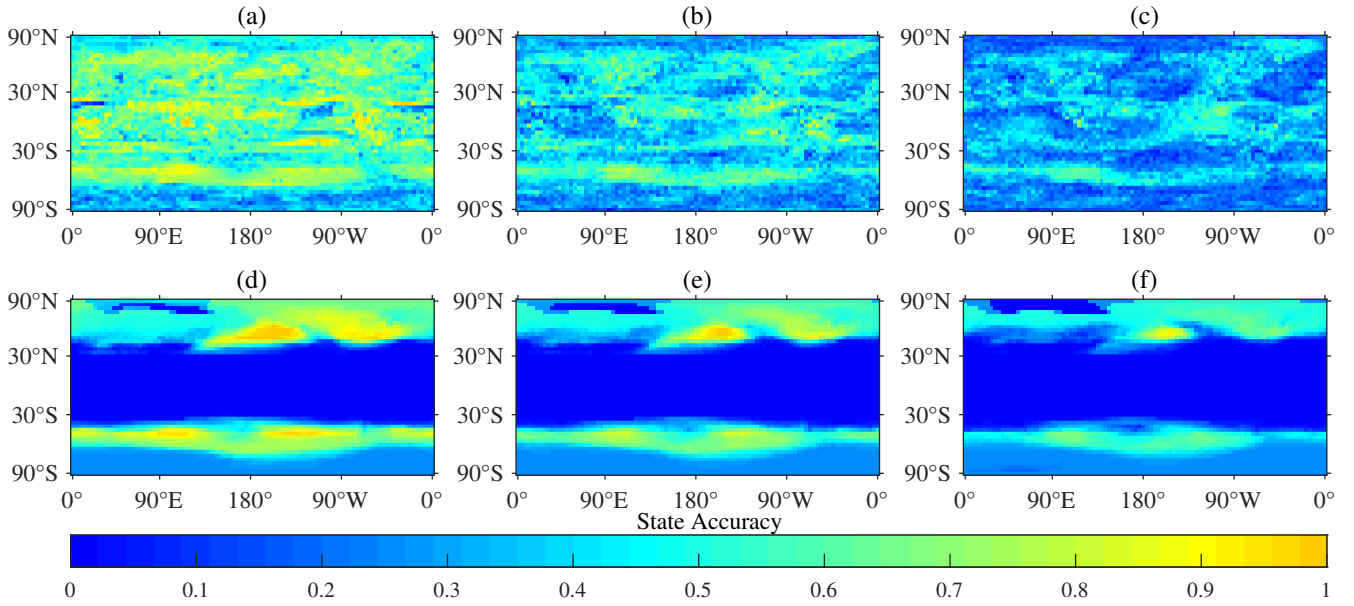 (a) (b) (c)
90°N 90°N 90°N
30°N 30°N 30°N
30°S 30°S 30°S
90°S 90°S 90°S
0° 90°E 180° 90°W 0° 0° 90°E 180° 90°W 0° 0° 90°E 180° 90°W 0°
(d) (e) (f)
90°N 90°N 90°N
30°N 30°N 30°N
30°S 30°S 30°S
90°S 90°S 90°S
0° 90°E 180° 90°W 0° 0° 90°E 180° 90°W 0° 0° 90°E 180° 90°W 0°
State Accuracy
0 0.1 0.2 0.3 0.4 0.5 0.6 0.7 0.8 0.9 1